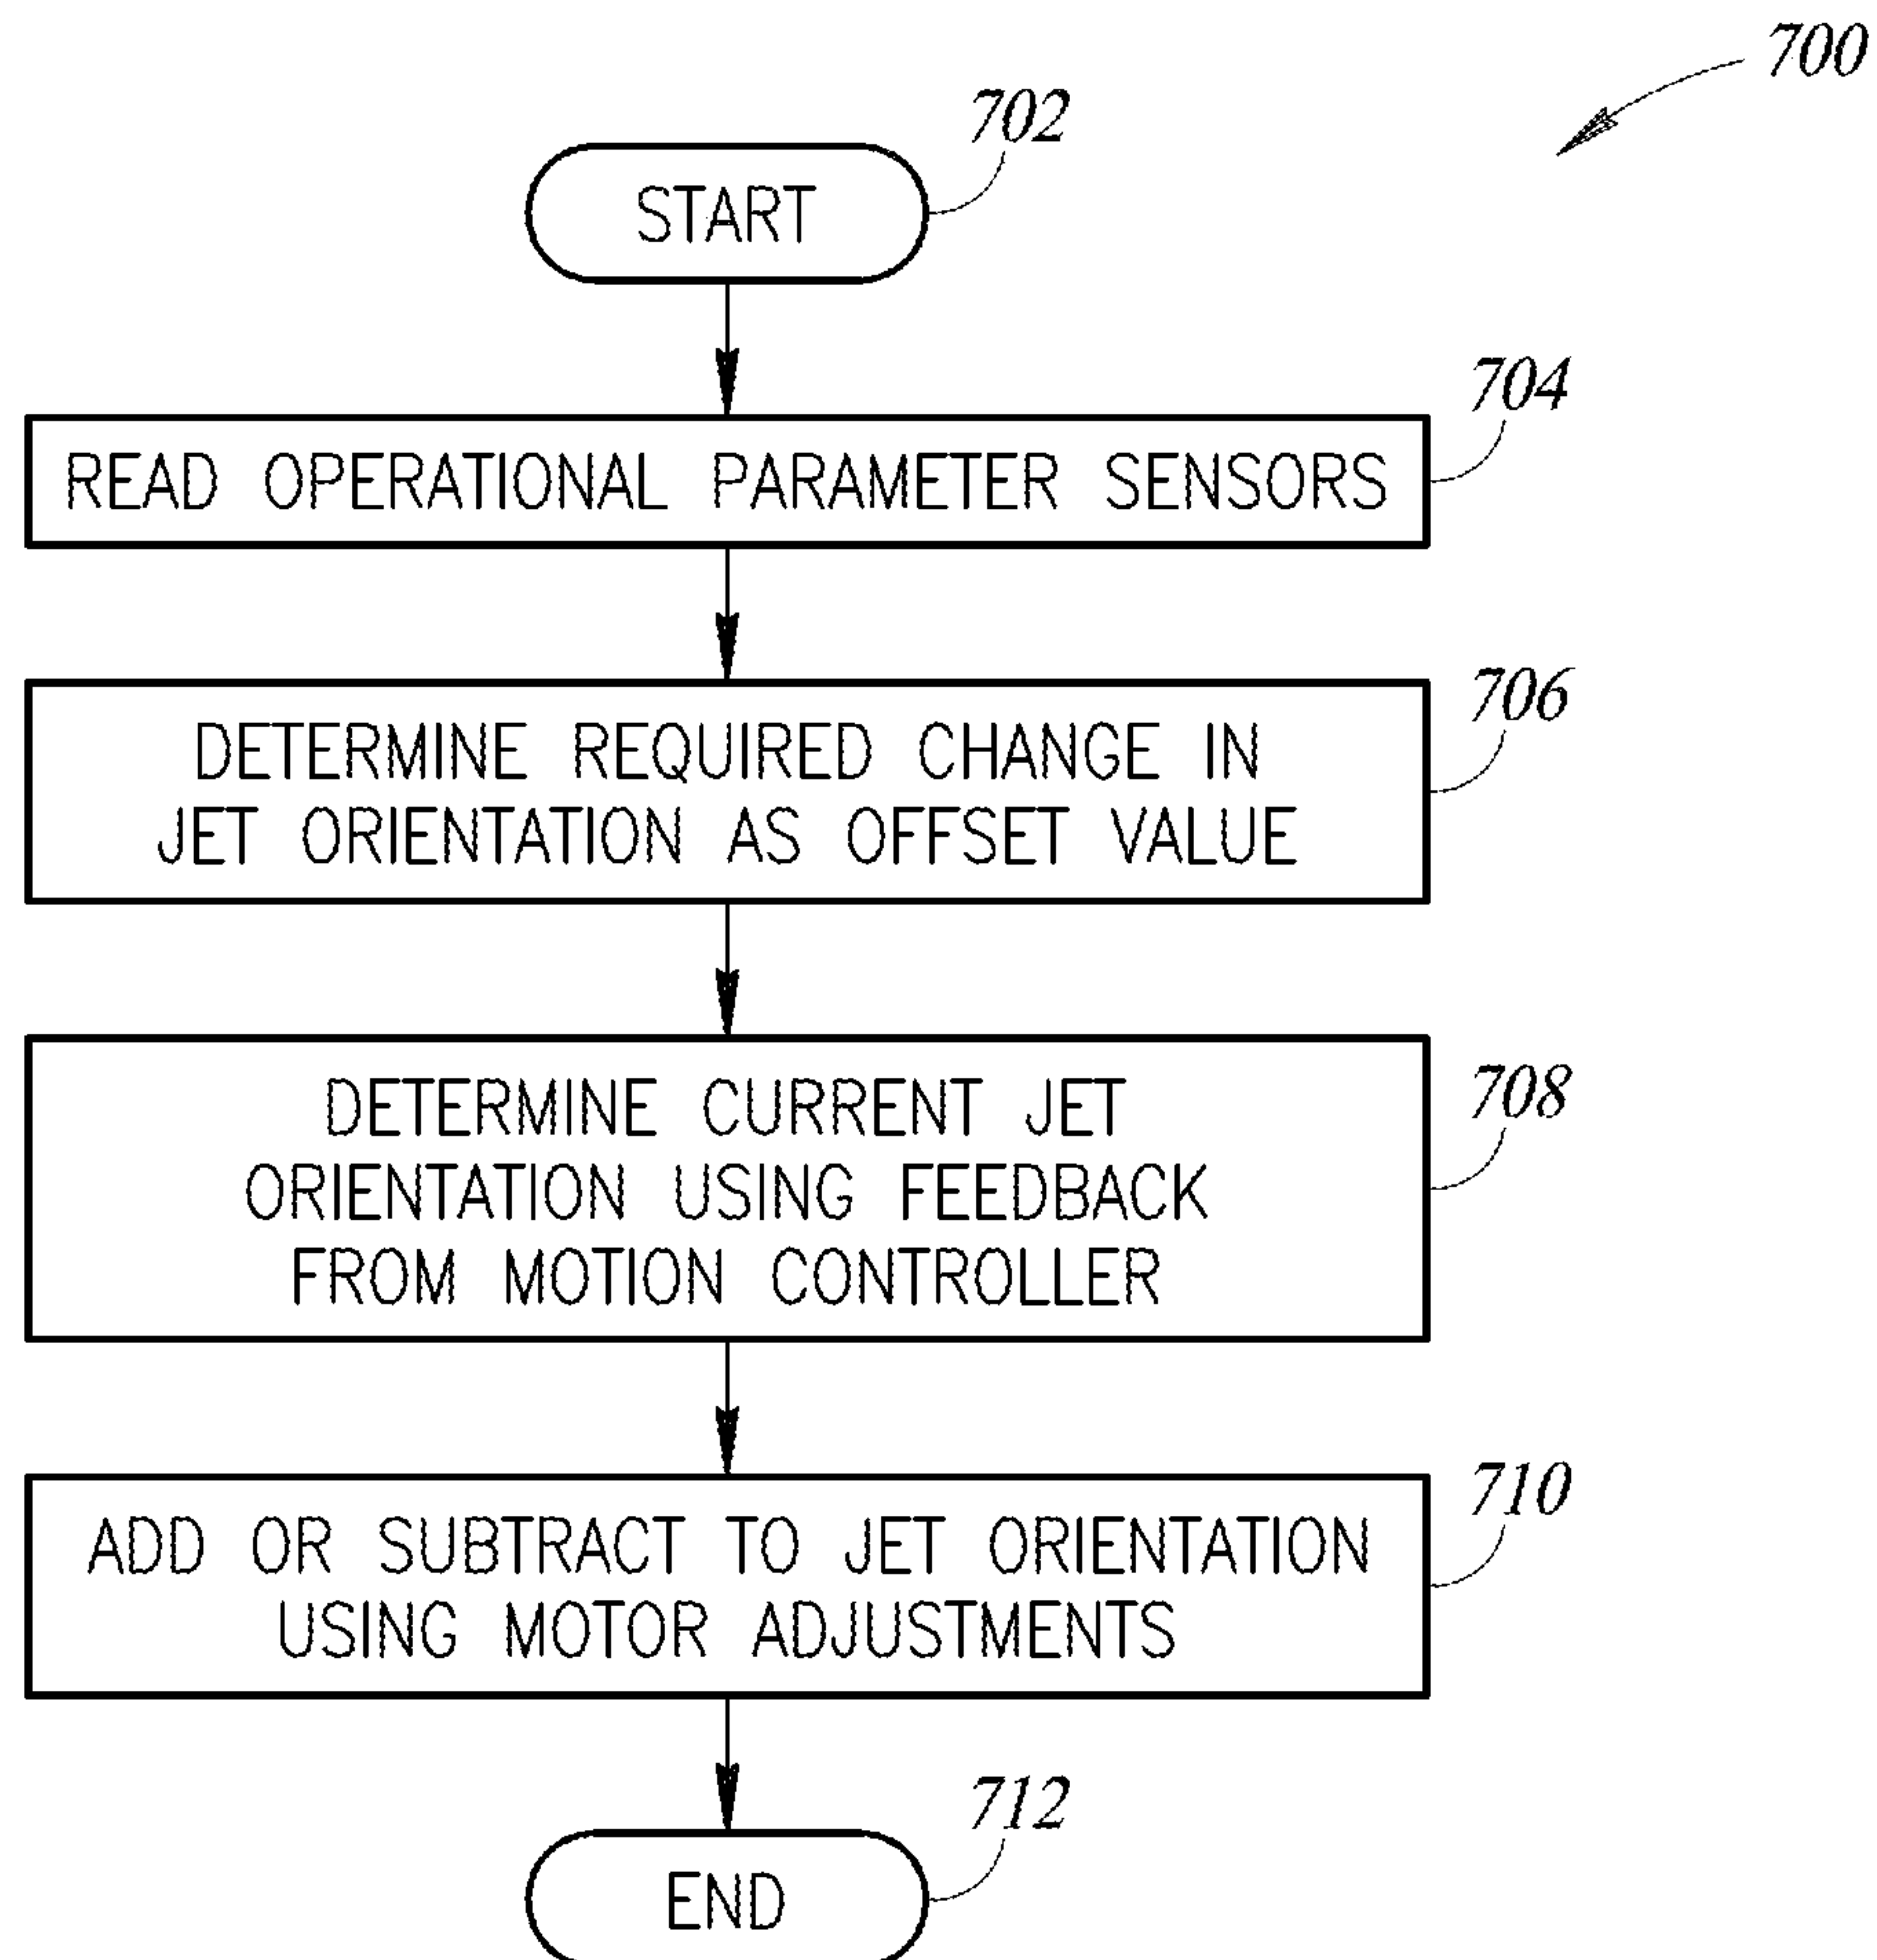 700
702
START
704
READ OPERATIONAL PARAMETER SENSORS
706
DETERMINE REQUIRED CHANGE IN
JET ORIENTATION AS OFFSET VALUE
708
DETERMINE CURRENT JET
ORIENTATION USING FEEDBACK
FROM MOTION CONTROLLER
710
ADD OR SUBTRACT TO JET ORIENTATION
USING MOTOR ADJUSTMENTS
712
END